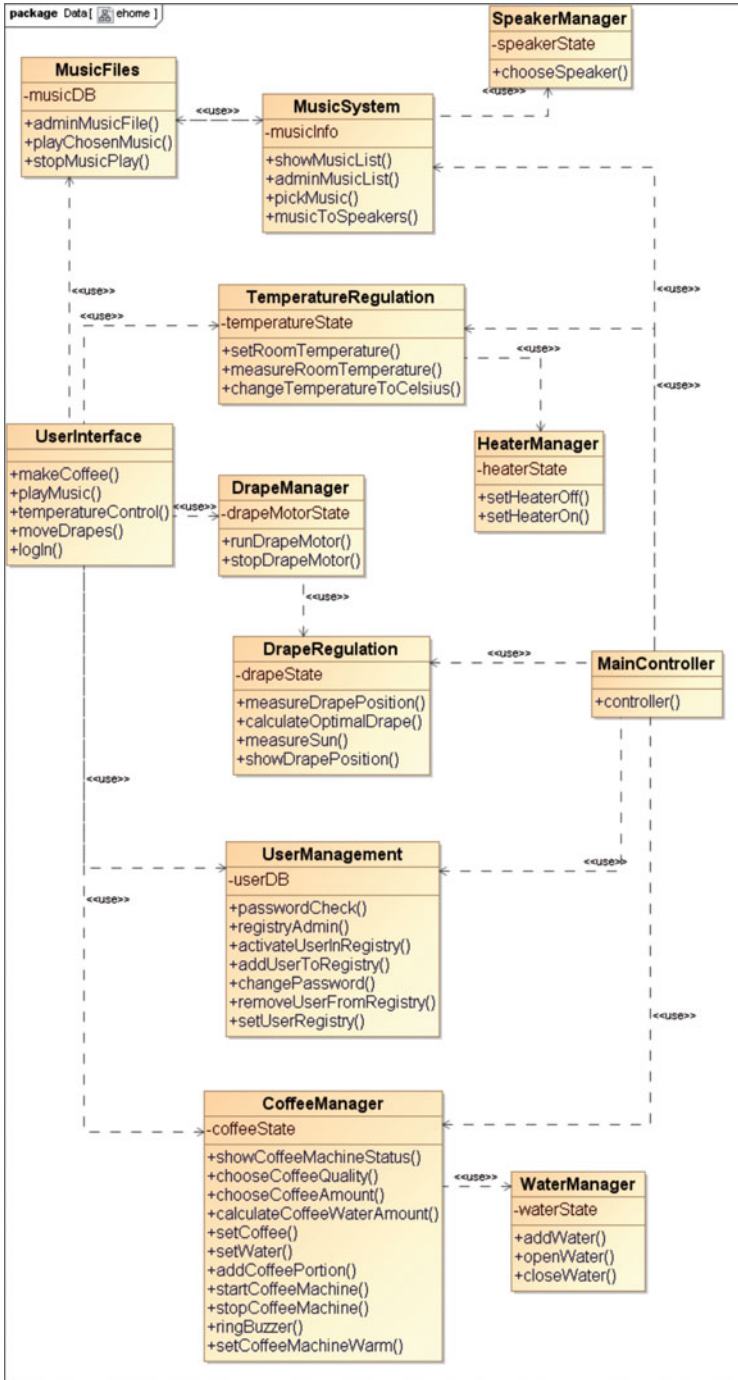 package Data[ ehome ]
SpeakerManager
-speakerState
+chooseSpeaker()
<<use>>
MusicFiles
-musicDB
+adminMusicFile()
+playChosenMusic()
+stopMusicPlay()
<<use>>
MusicSystem
-musicInfo
+showMusicList()
+adminMusicList()
+pickMusic()
+musicToSpeakers()
<<use>>
<<use>>
<<use>>
TemperatureRegulation
-temperatureState
+setRoomTemperature()
+measureRoomTemperature()
+changeTemperatureToCelsius()
<<use>>
<<use>>
HeaterManager
-heaterState
+setHeaterOff()
+setHeaterOn()
UserInterface
+makeCoffee()
+playMusic()
+temperatureControl()
+moveDrapes()
+logIn()
<<use>>
DrapeManager
-drapeMotorState
+runDrapeMotor()
+stopDrapeMotor()
<<use>>
DrapeRegulation
-drapeState
+measureDrapePosition()
+calculateOptimalDrape()
+measureSun()
+showDrapePosition()
<<use>>
MainController
+controller()
<<use>>
UserManagement
-userDB
+passwordCheck()
+registryAdmin()
+activateUserInRegistry()
+addUserToRegistry()
+changePassword()
+removeUserFromRegistry()
+setUserRegistry()
<<use>>
<<use>>
<<use>>
CoffeeManager
-coffeeState
+showCoffeeMachineStatus()
+chooseCoffeeQuality()
+chooseCoffeeAmount()
+calculateCoffeeWaterAmount()
+setCoffee()
+setWater()
+addCoffeePortion()
+startCoffeeMachine()
+stopCoffeeMachine()
+ringBuzzer()
+setCoffeeMachineWarm()
<<use>>
WaterManager
-waterState
+addWater()
+openWater()
+closeWater()